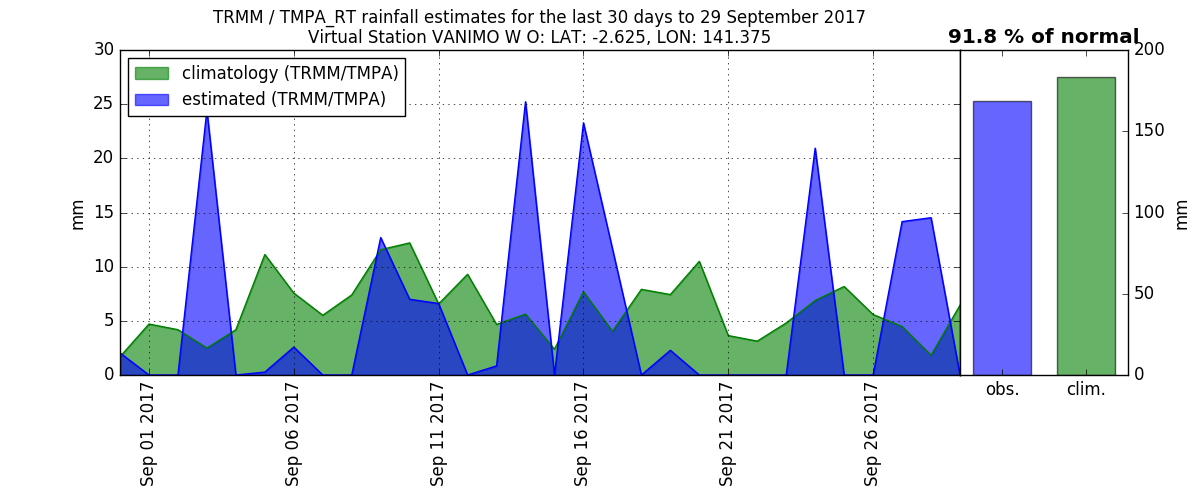 TRMM / TMPA_RT rainfall estimates for the last 30 days to 29 September 2017
Virtual Station VANIMO W O: LAT: -2.625, LON: 141.375
91.8 % of normal
climatology (TRMM/TMPA)
estimated (TRMM/TMPA)
30
25
20
15
10
5
0
mm
Sep 01 2017
Sep 06 2017
Sep 11 2017
Sep 16 2017
Sep 21 2017
Sep 26 2017
obs.
clim.
200
150
100
50
0
mm